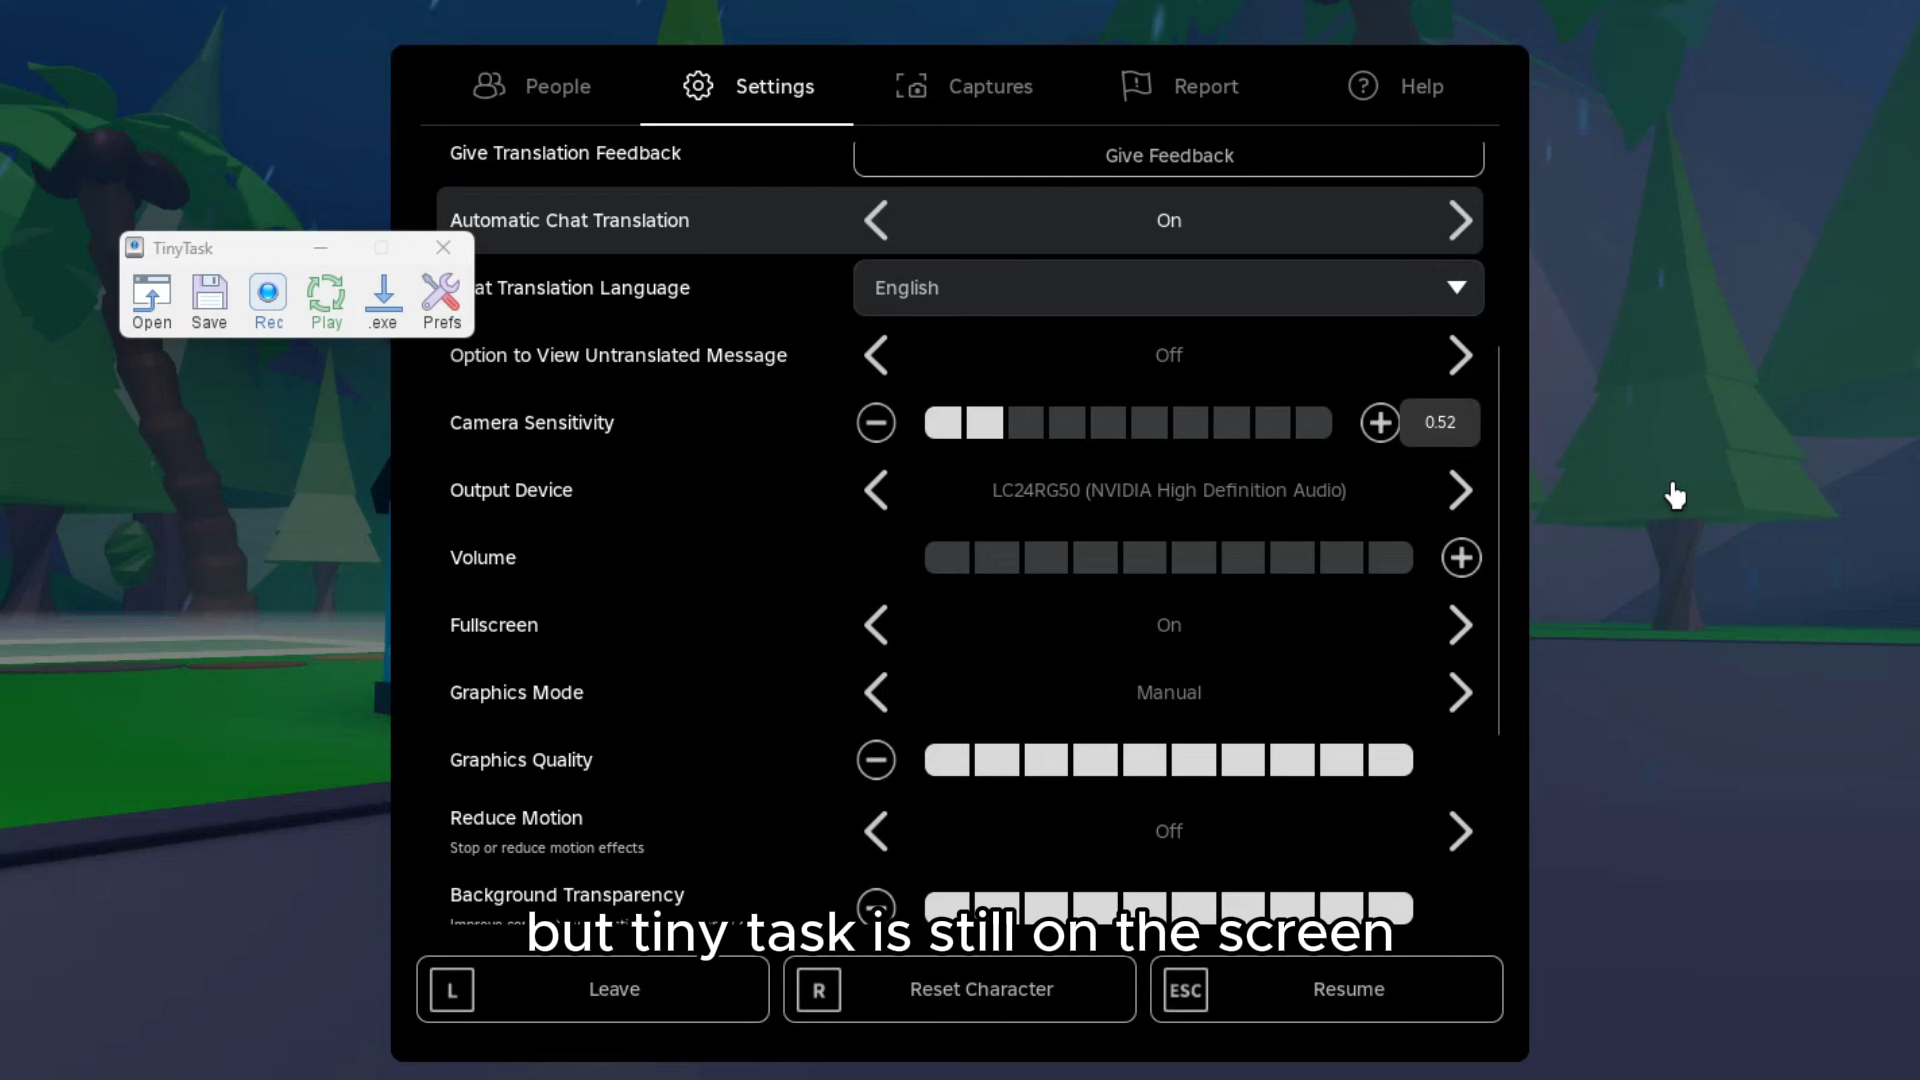 People
Settings
Captures
Report
Help
Give Translation Feedback
Give Feedback
Automatic Chat Translation
On
TinyTask
Open
Save
Rec
Play
.exe
Prefs
at Translation Language
English
Option to View Untranslated Message
Off
Camera Sensitivity
0.52
Output Device
LC24RG50 (NVIDIA High Definition Audio)
Volume
Fullscreen
On
Graphics Mode
Manual
Graphics Quality
Reduce Motion
Stop or reduce motion effects
Off
Background Transparency
but tiny task is still on the screen
L
Leave
R
Reset Character
ESC
Resume